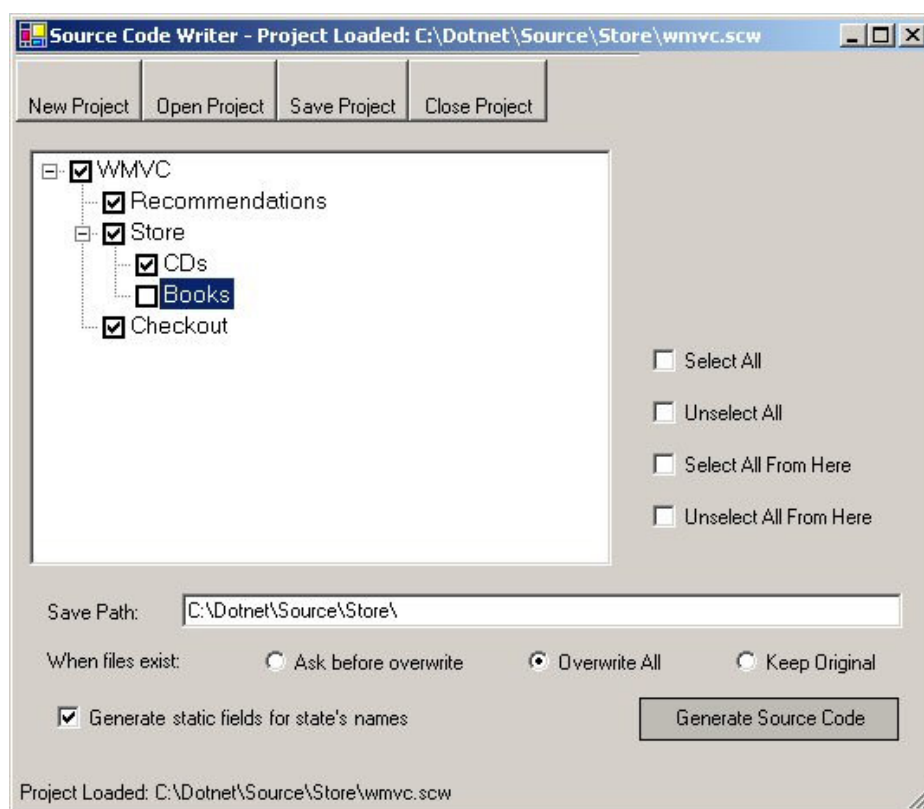 Source Code Writer - Project Loaded: C:\Dotnet\Source\Store\wmvc.scw
New Project Open Project Save Project Close Project
WMVC
Recommendations
Store
CDs
Books
Checkout
Select All
Unselect All
Select All From Here
Unselect All From Here
Save Path: C:\Dotnet\Source\Store\
When files exist: Ask before overwrite Overwrite All Keep Original
Generate static fields for state's names Generate Source Code
Project Loaded: C:\Dotnet\Source\Store\wmvc.scw